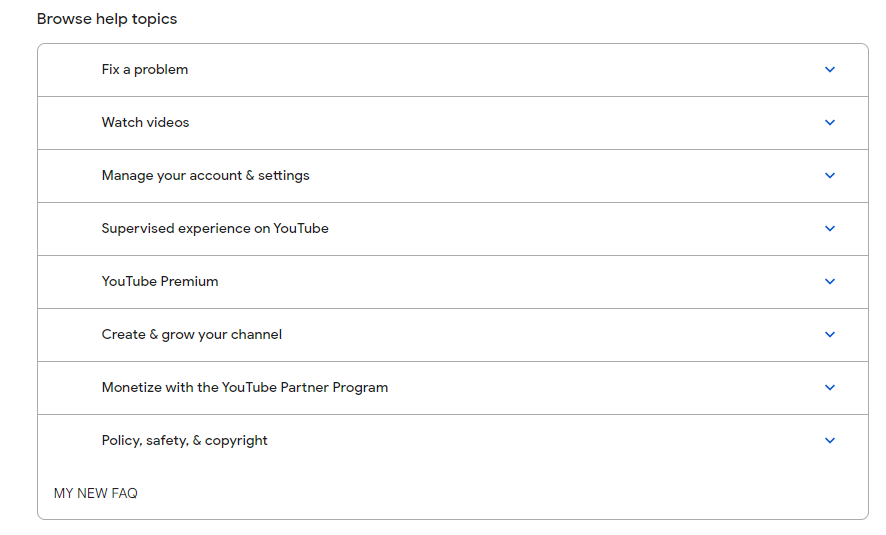 Browse help topics
Fix a problem
Watch videos
Manage your account & settings
Supervised experience on YouTube
YouTube Premium
Create & grow your channel
Monetize with the YouTube Partner Program
Policy, safety, & copyright
MY NEW FAQ